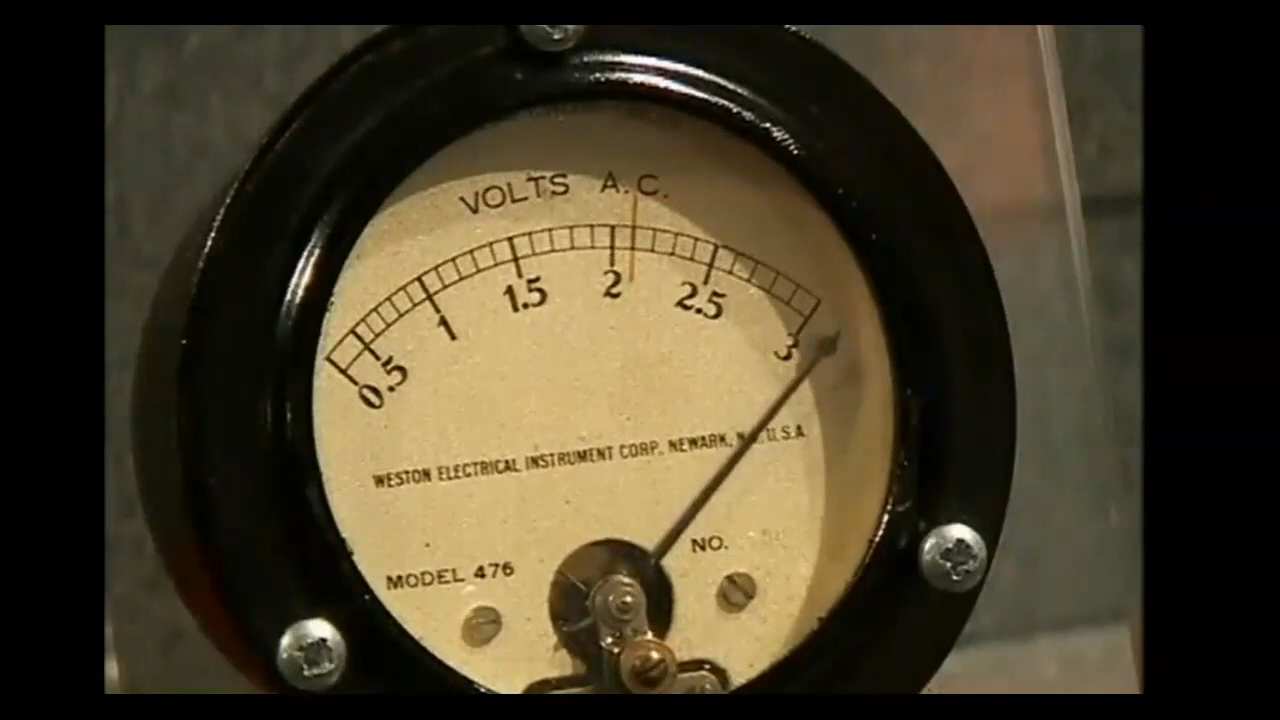 VOLTS A.C.
0.5 1 1.5 2 2.5 3
WESTON ELECTRICAL INSTRUMENT CORP., NEWARK, U.S.A.
MODEL 476
NO.